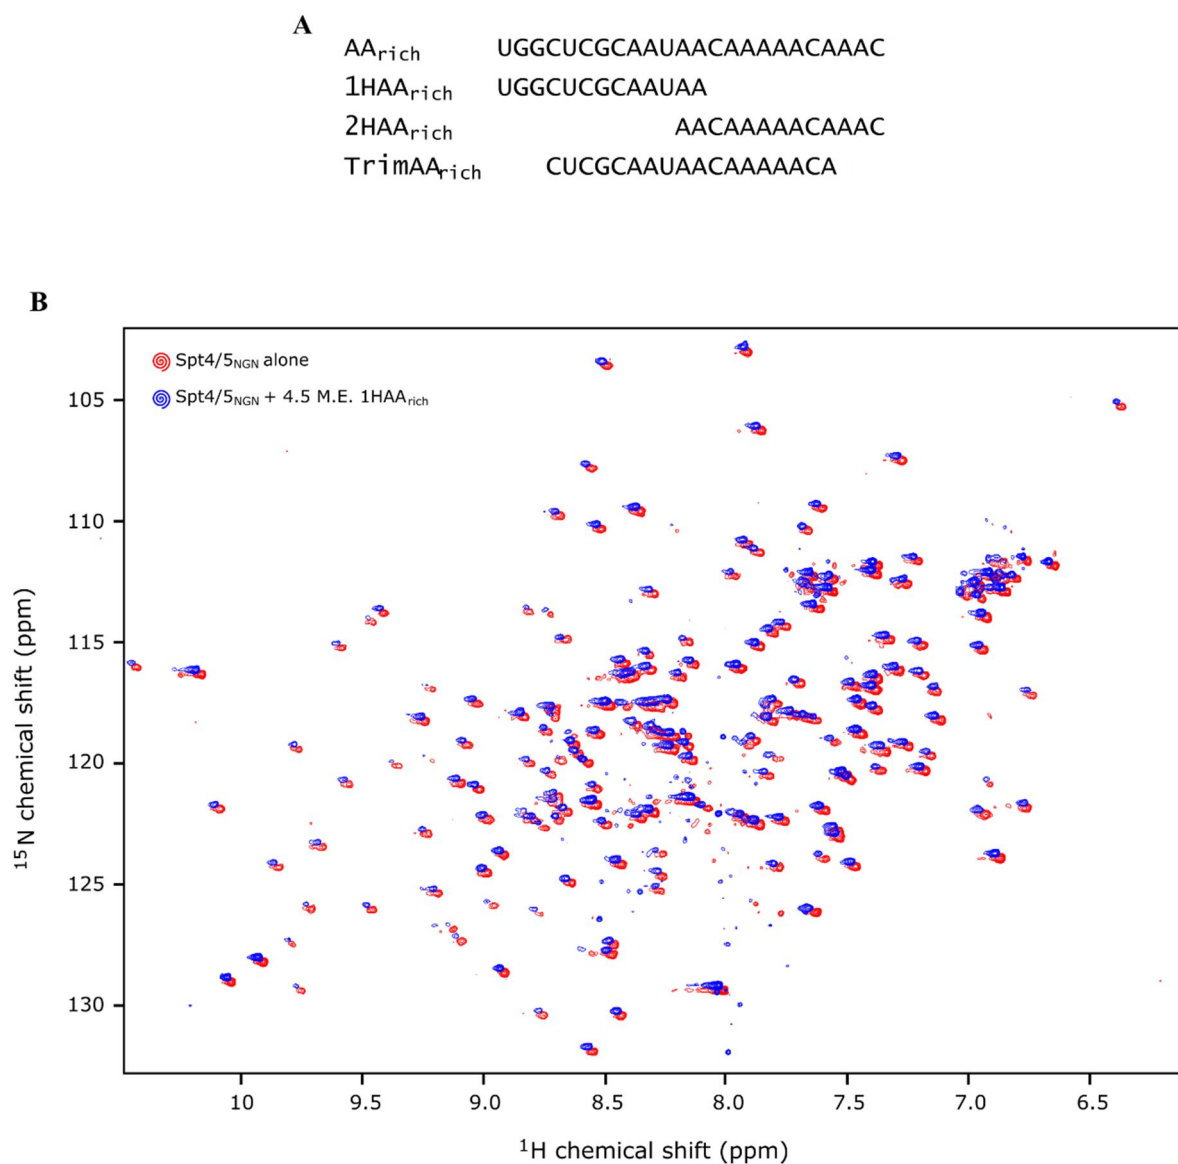 A
AArich UGGCUCGCAAUAACAAAAACAAAC
1HAArich UGGCUCGCAAUAA
2HAArich AACAAAAACAAAC
TrimAArich CUCGCAAUAACAAAAACA
B
Spt4/5NGN alone
Spt4/5NGN + 4.5 M.E. 1HAArich
105
110
115
120
125
130
15N chemical shift (ppm)
10 9.5 9.0 8.5 8.0 7.5 7.0 6.5
1H chemical shift (ppm)